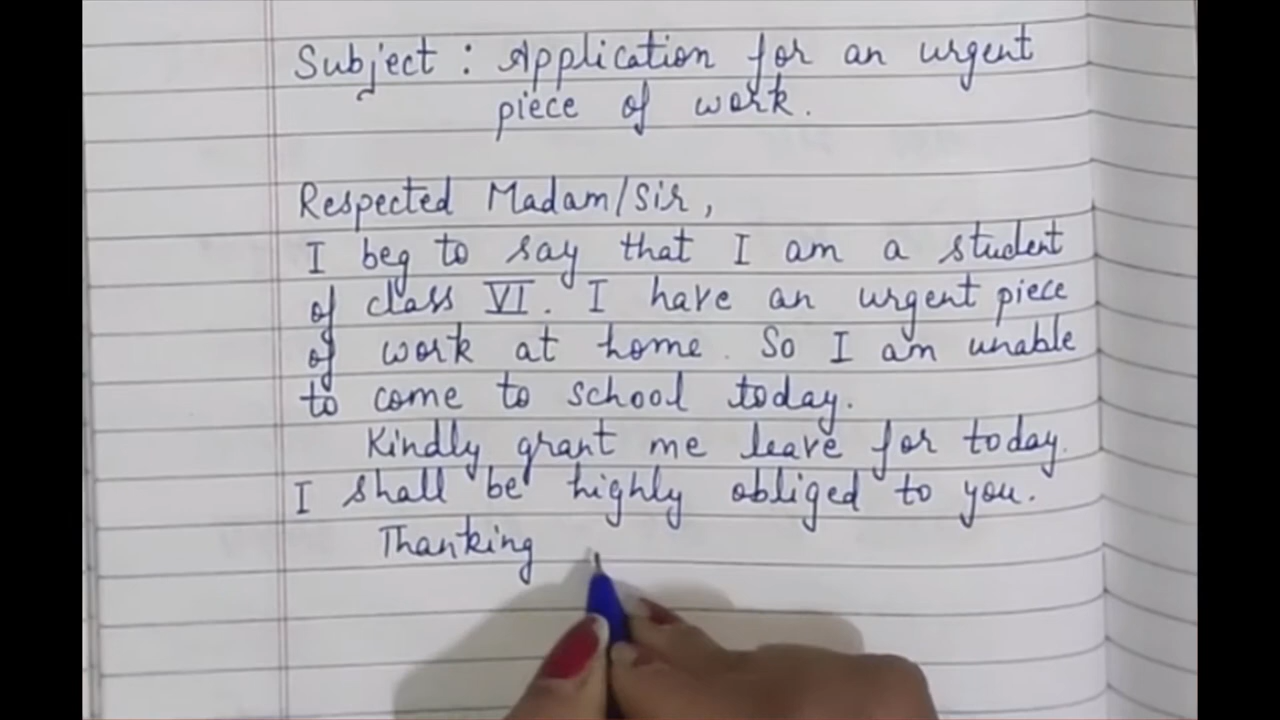 Subject : Application for an urgent
piece of work.
Respected Madam/Sir,
I beg to say that I am a student
of class VI. I have an urgent piece
of work at home. So I am unable
to come to school today.
Kindly grant me leave for today.
I shall be highly obliged to you.
Thanking